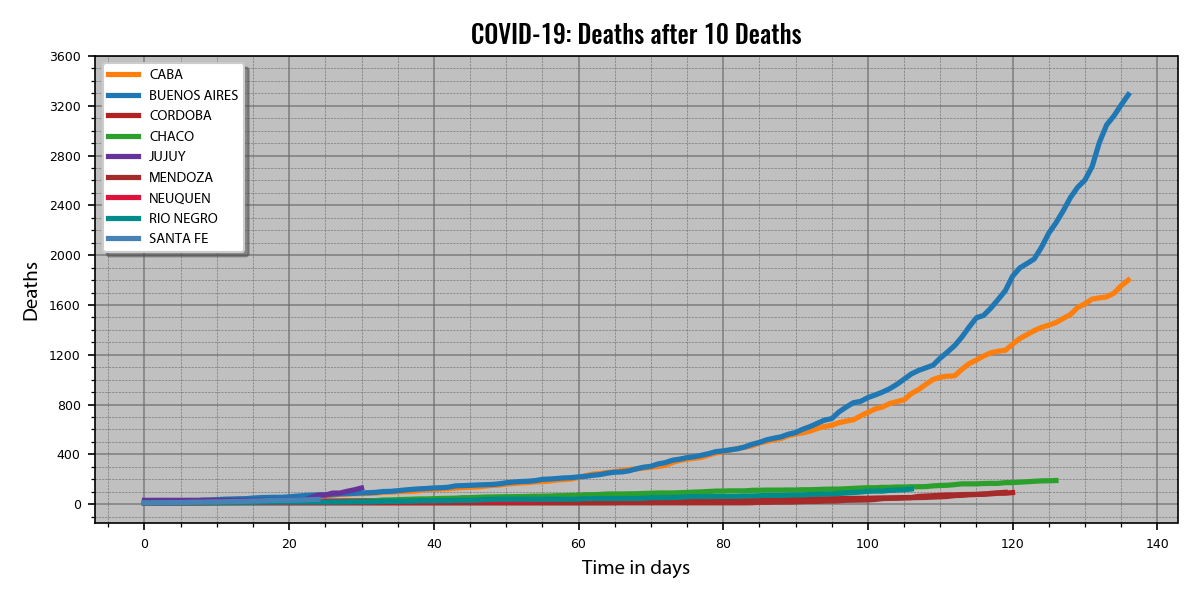 COVID-19: Deaths after 10 Deaths
3600
3200
2800
2400
2000
1600
1200
800
400
0
Deaths
CABA
BUENOS AIRES
CORDOBA
CHACO
JUJUY
MENDOZA
NEUQUEN
RIO NEGRO
SANTA FE
0 20 40 60 80 100 120 140
Time in days